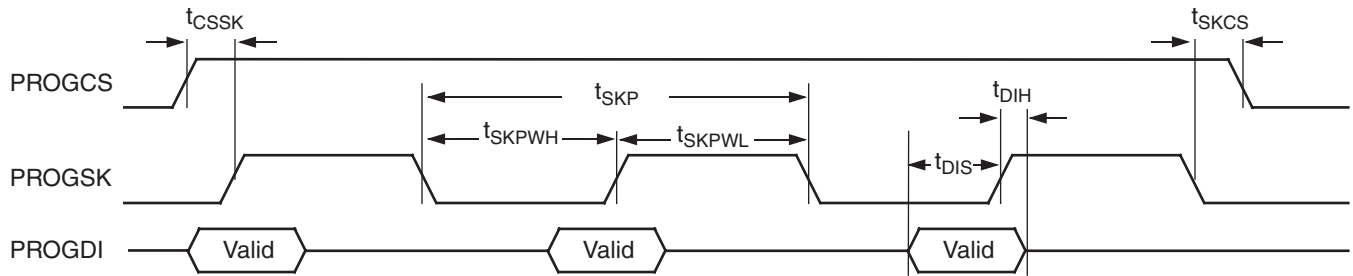 tCSSK
tSKCS
PROGCS
tSKP
tDIH
tSKPWH
tSKPWL
tDIS
PROGSK
PROGDI
Valid
Valid
Valid